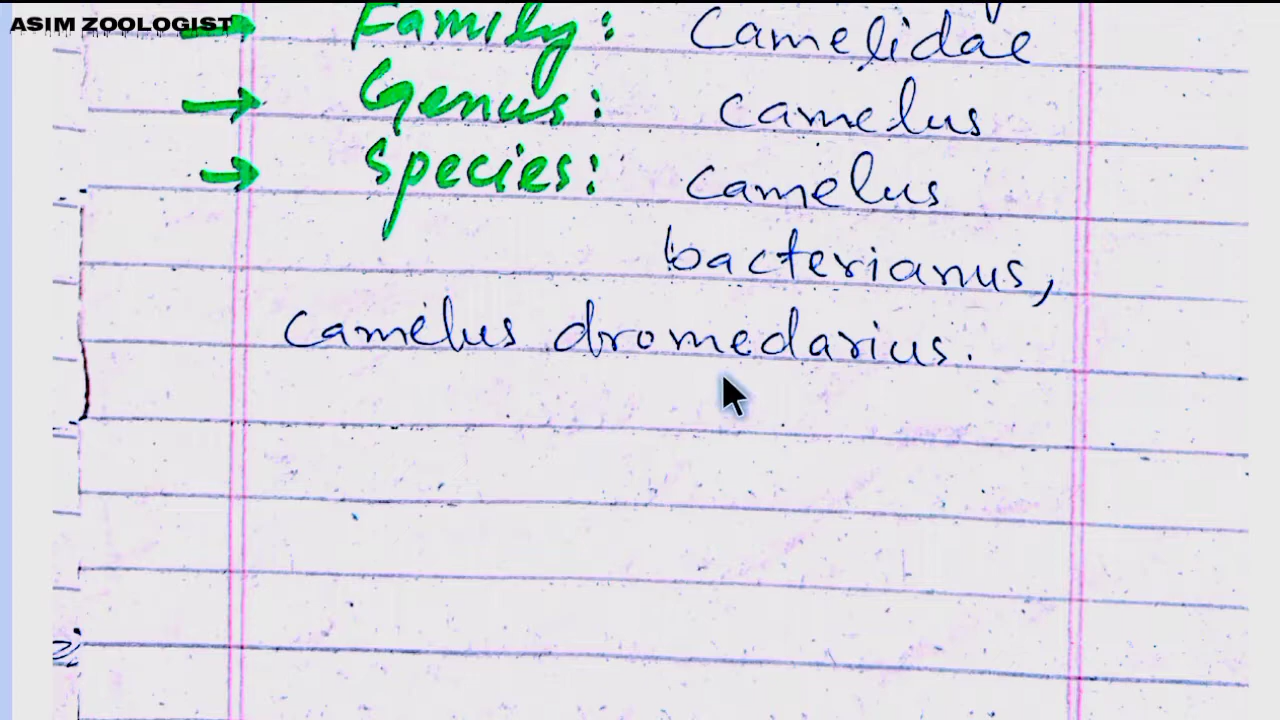 ASIM ZOOLOGIST
Family: Camelidae
Genus: Camelus
Species: Camelus
bacterianus,
Camelus dromedarius.